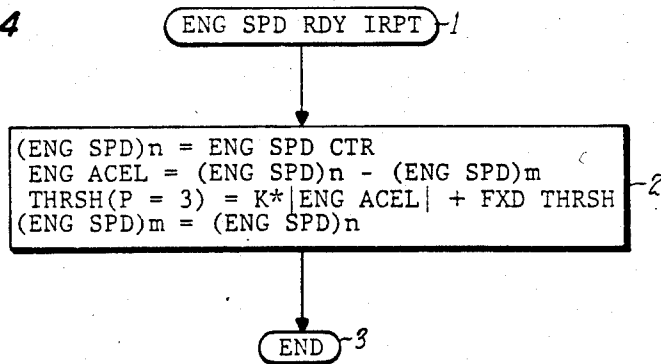 4
ENG SPD RDY IRPT 1
(ENG SPD)n = ENG SPD CTR
ENG ACEL = (ENG SPD)n - (ENG SPD)m
THRSH(P = 3) = K*|ENG ACEL| + FXD THRSH
(ENG SPD)m = (ENG SPD)n
2
END 3